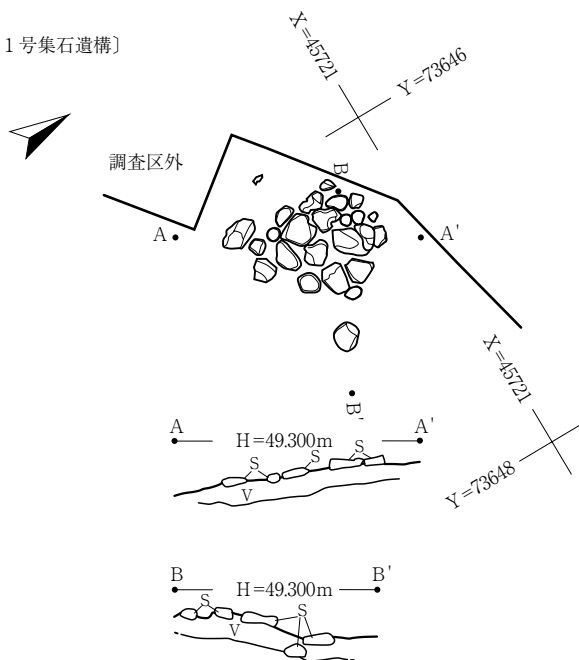 1号集石遺構〕
X=45721
Y=73646
調査区外
B
A
A'
B'
X=45721
Y=73648
A
H=49.300m
A'
S
S
S
V
B
H=49.300m
B'
S
S
V